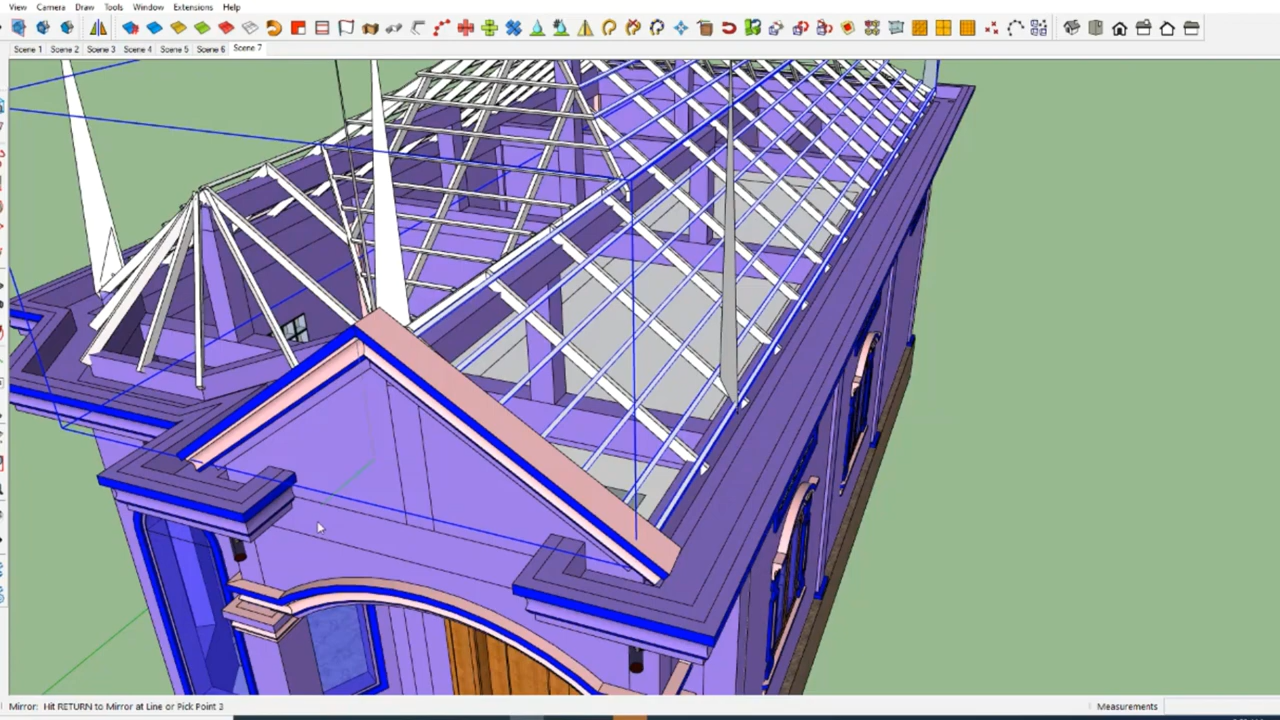 View Camera Draw Tools Window Extensions Help
Scene 1 Scene 2 Scene 3 Scene 4 Scene 5 Scene 6 Scene 7
Mirror: Hit RETURN to Mirror at Line or Pick Point 3 Measurements